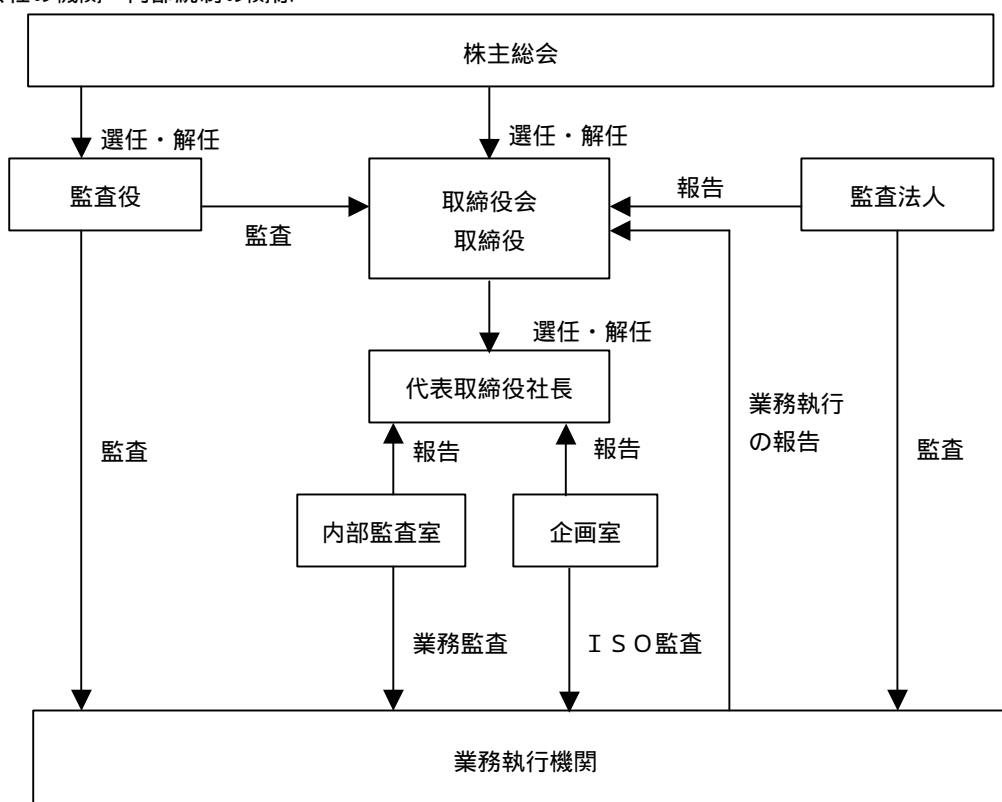 株主総会
選任・解任
選任・解任
監査役
取締役会
取締役
報告
監査法人
監査
選任・解任
代表取締役社長
業務執行
の報告
監査
報告
報告
監査
内部監査室
企画室
業務監査
ＩＳＯ監査
業務執行機関